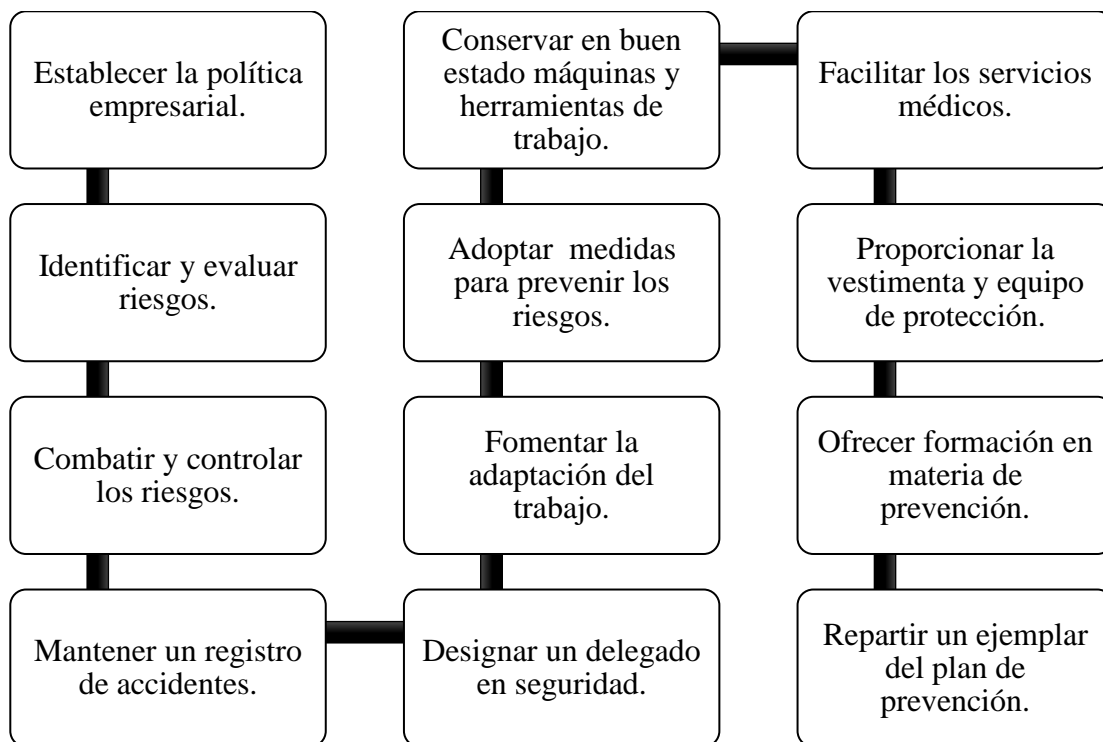 Establecer la política
empresarial.
Identificar y evaluar
riesgos.
Combatir y controlar
los riesgos.
Mantener un registro
de accidentes.
Designar un delegado
en seguridad.
Fomentar la
adaptación del
trabajo.
Adoptar  medidas
para prevenir los
riesgos.
Conservar en buen
estado máquinas y
herramientas de
trabajo.
Facilitar los servicios
médicos.
Proporcionar la
vestimenta y equipo
de protección.
Ofrecer formación en
materia de
prevención.
Repartir un ejemplar
del plan de
prevención.